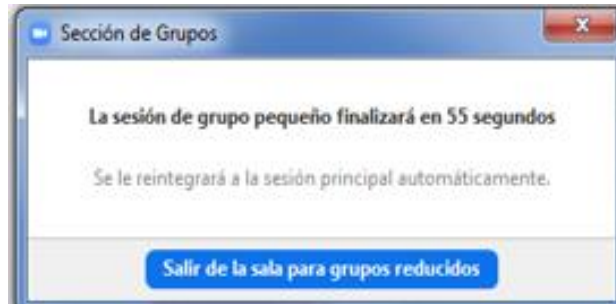 Sección de Grupos
La sesión de grupo pequeño finalizará en 55 segundos
Se le reintegrará a la sesión principal automáticamente.
Salir de la sala para grupos reducidos